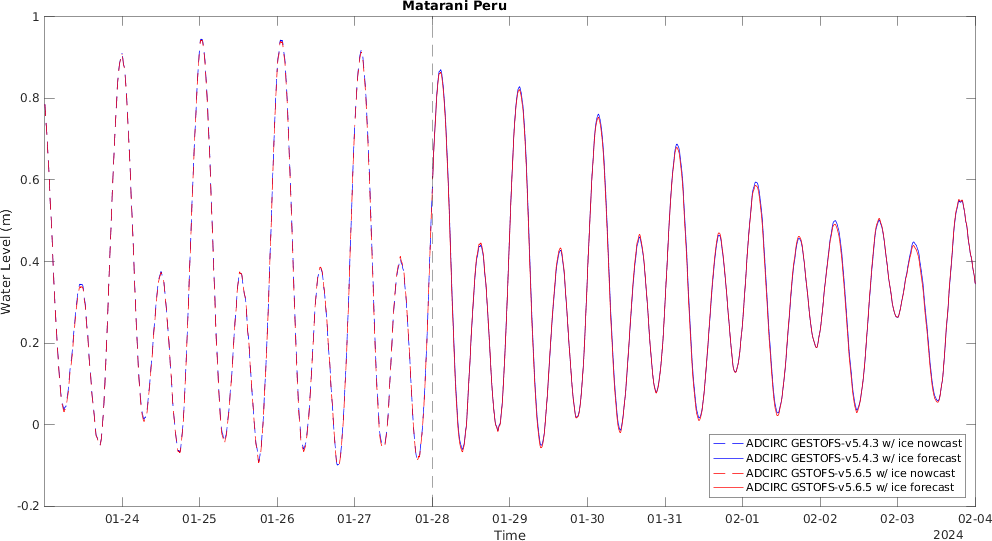 Matarani Peru
1
0.8
0.6
0.4
0.2
0
-0.2
Water Level (m)
ADCIRC GESTOFS-v5.4.3 w/ ice nowcast
ADCIRC GESTOFS-v5.4.3 w/ ice forecast
ADCIRC GSTOFS-v5.6.5 w/ ice nowcast
ADCIRC GSTOFS-v5.6.5 w/ ice forecast
01-24 01-25 01-26 01-27 01-28 01-29 01-30 01-31 02-01 02-02 02-03 02-04
Time
2024